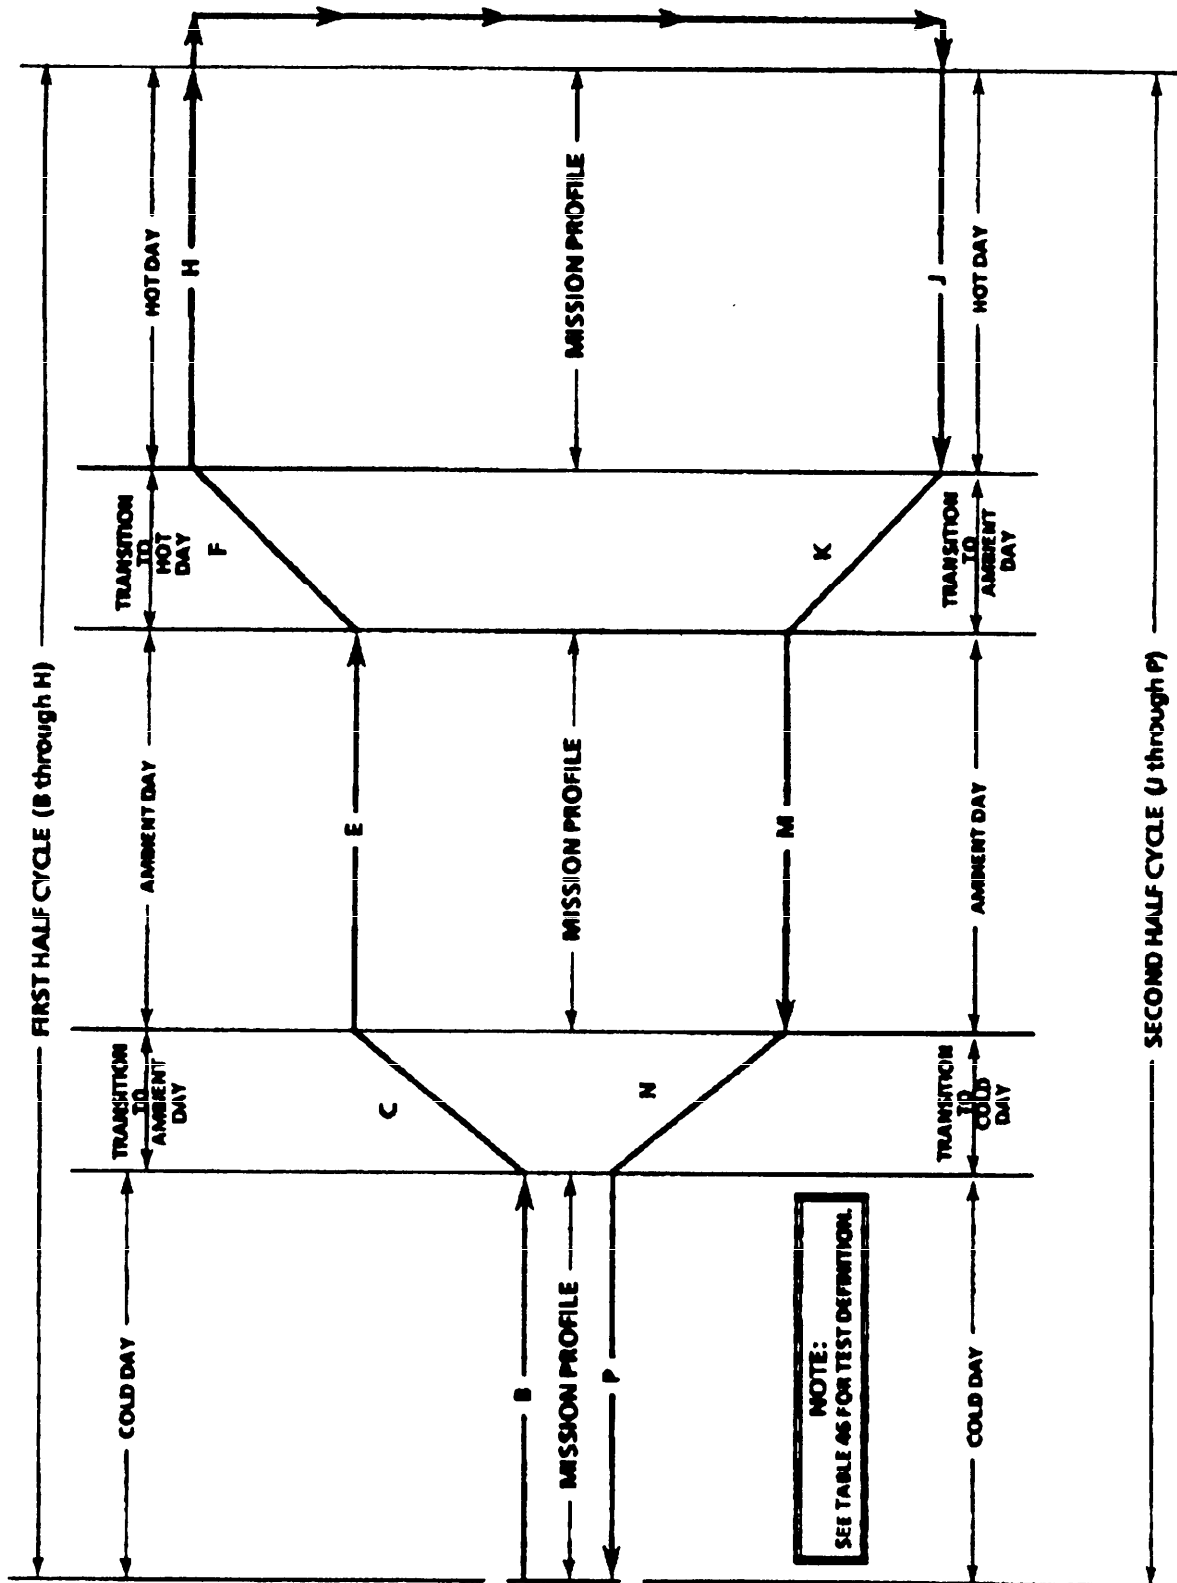 FIRST HALF CYCLE (B through H)
COLD DAY
TRANSITION
TO
AMBIENT
DAY
AMBIENT DAY
TRANSITION
TO
HOT
DAY
HOT DAY
H
F
C
E
B
MISSION PROFILE
MISSION PROFILE
MISSION PROFILE
P
N
M
K
J
NOTE:
SEE TABLE 46 FOR TEST DEFINITION.
COLD DAY
TRANSITION
TO
COLD
DAY
AMBIENT DAY
TRANSITION
TO
AMBIENT
DAY
HOT DAY
SECOND HALF CYCLE (J through P)